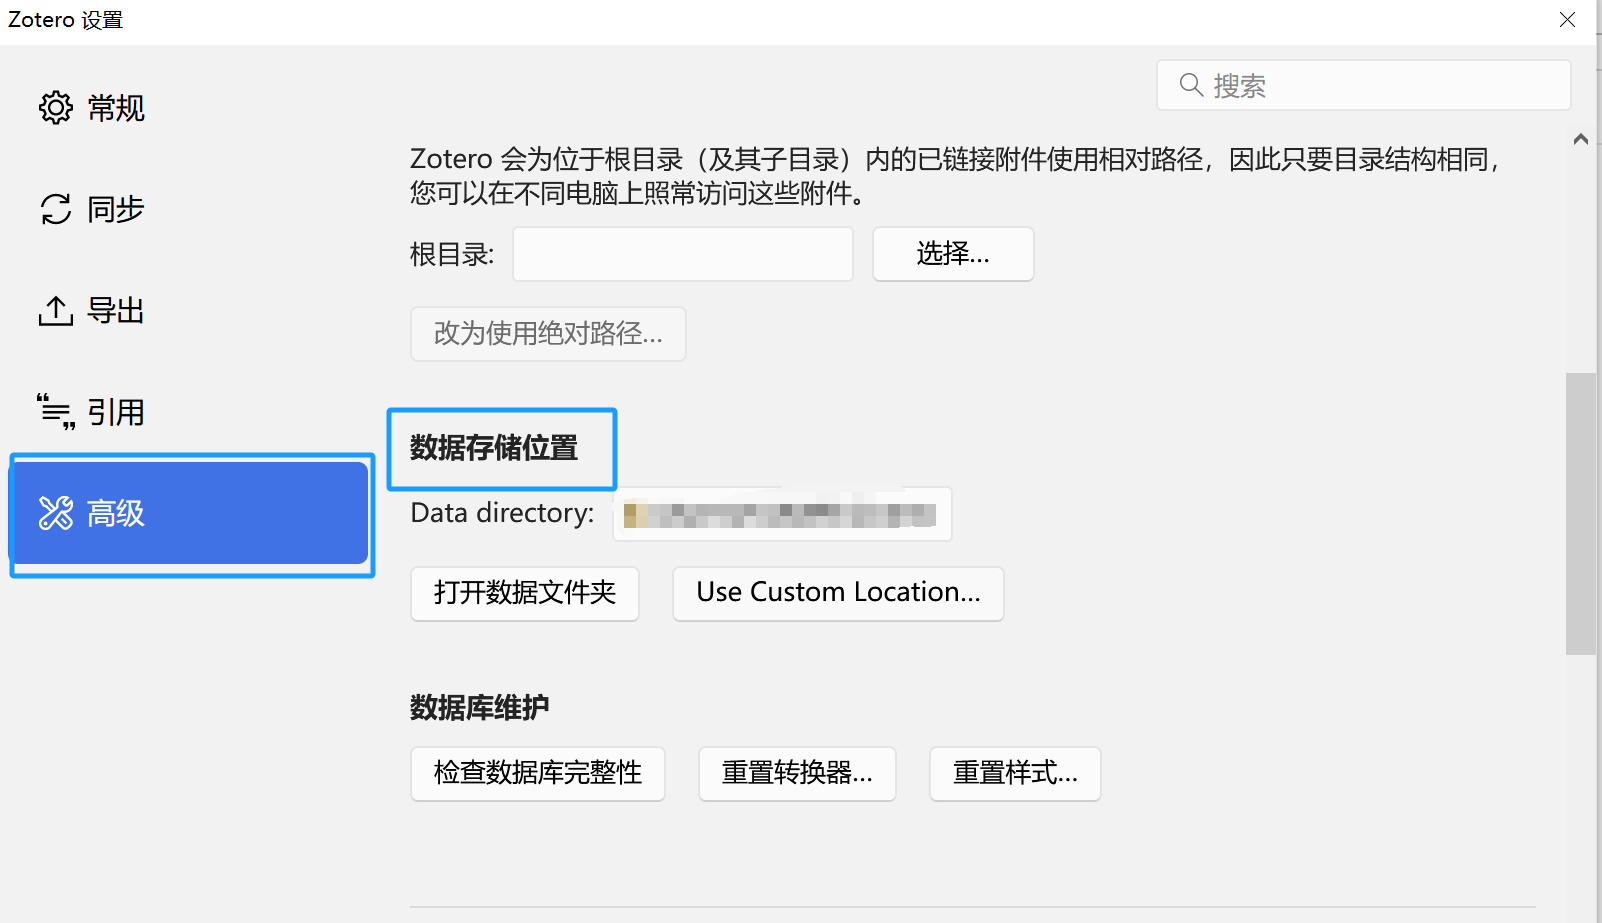 Zotero 设置
搜索
常规
同步
导出
引用
高级
Zotero 会为位于根目录（及其子目录）内的已链接附件使用相对路径，因此只要目录结构相同，
您可以在不同电脑上照常访问这些附件。
根目录:
选择...
改为使用绝对路径...
数据存储位置
Data directory:
打开数据文件夹
Use Custom Location...
数据库维护
检查数据库完整性
重置转换器...
重置样式...